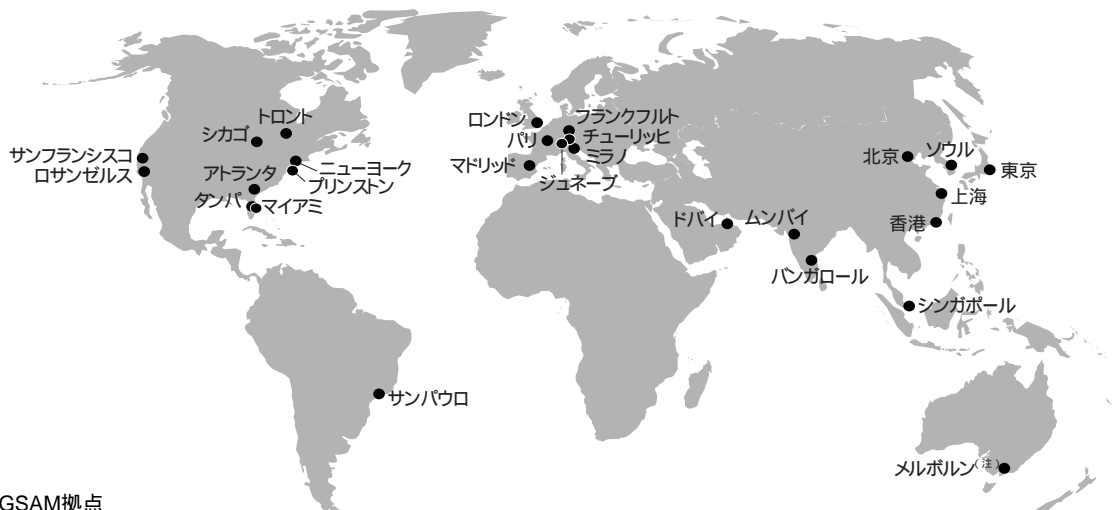 トロント
シカゴ
サンフランシスコ
ロサンゼルス
ニューヨーク
アトランタ
プリンストン
タンパ
マイアミ
ロンドン
フランクフルト
パリ
チューリッヒ
ミラノ
マドリッド
ジュネーブ
北京
ソウル
東京
上海
香港
ドバイ
ムンバイ
バンガロール
シンガポール
サンパウロ
メルボルン(注)
GSAM拠点